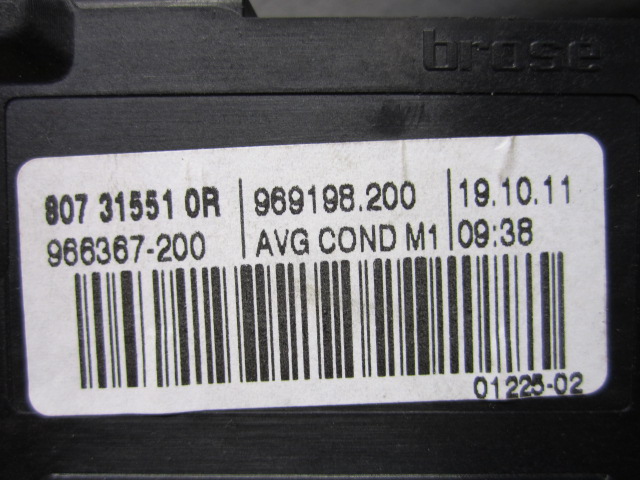 brose
807 31551 0R 969198.200 19.10.11
966367-200 AVG COND M1 09:38
01225-02